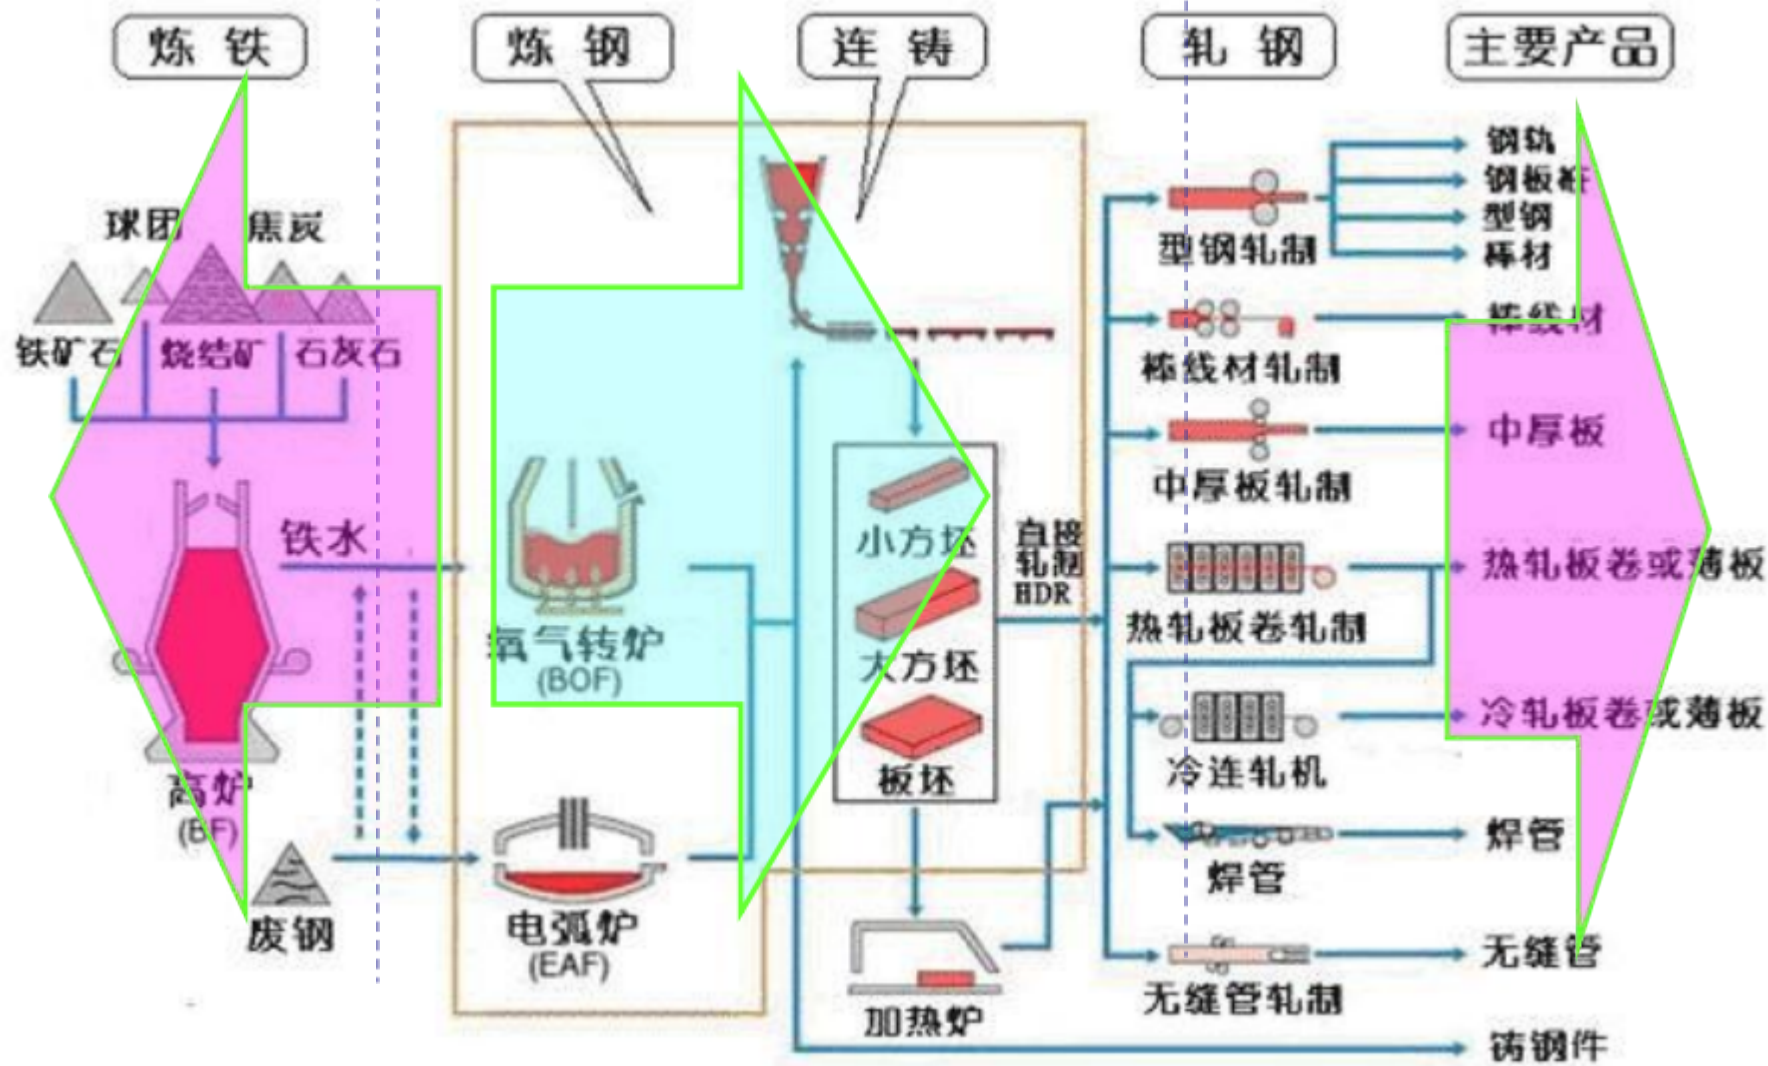 炼铁
炼钢
连铸
轧钢
主要产品
球团
焦炭
铁矿石
烧结矿
石灰石
铁水
高炉
(BF)
废钢
氧气转炉
(BOF)
电弧炉
(EAF)
小方坯
大方坯
板坯
直接
轧制
HDR
加热炉
型钢轧制
棒线材轧制
中厚板轧制
热轧板卷轧制
冷连轧机
焊管
无缝管轧制
钢轨
钢板桩
型钢
棒材
棒线材
中厚板
热轧板卷或薄板
冷轧板卷或薄板
焊管
无缝管
铸钢件